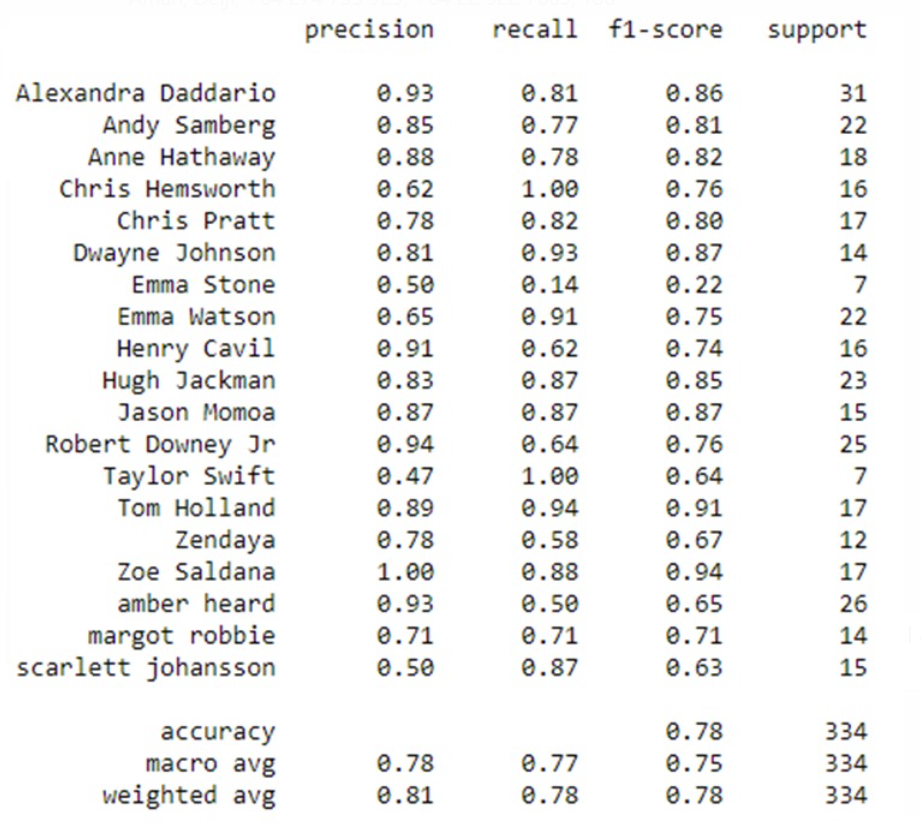 precision recall f1-score support
Alexandra Daddario 0.93 0.81 0.86 31
Andy Samberg 0.85 0.77 0.81 22
Anne Hathaway 0.88 0.78 0.82 18
Chris Hemsworth 0.62 1.00 0.76 16
Chris Pratt 0.78 0.82 0.80 17
Dwayne Johnson 0.81 0.93 0.87 14
Emma Stone 0.50 0.14 0.22 7
Emma Watson 0.65 0.91 0.75 22
Henry Cavil 0.91 0.62 0.74 16
Hugh Jackman 0.83 0.87 0.85 23
Jason Momoa 0.87 0.87 0.87 15
Robert Downey Jr 0.94 0.64 0.76 25
Taylor Swift 0.47 1.00 0.64 7
Tom Holland 0.89 0.94 0.91 17
Zendaya 0.78 0.58 0.67 12
Zoe Saldana 1.00 0.88 0.94 17
amber heard 0.93 0.50 0.65 26
margot robbie 0.71 0.71 0.71 14
scarlett johansson 0.50 0.87 0.63 15
accuracy 0.78 334
macro avg 0.78 0.77 0.75 334
weighted avg 0.81 0.78 0.78 334